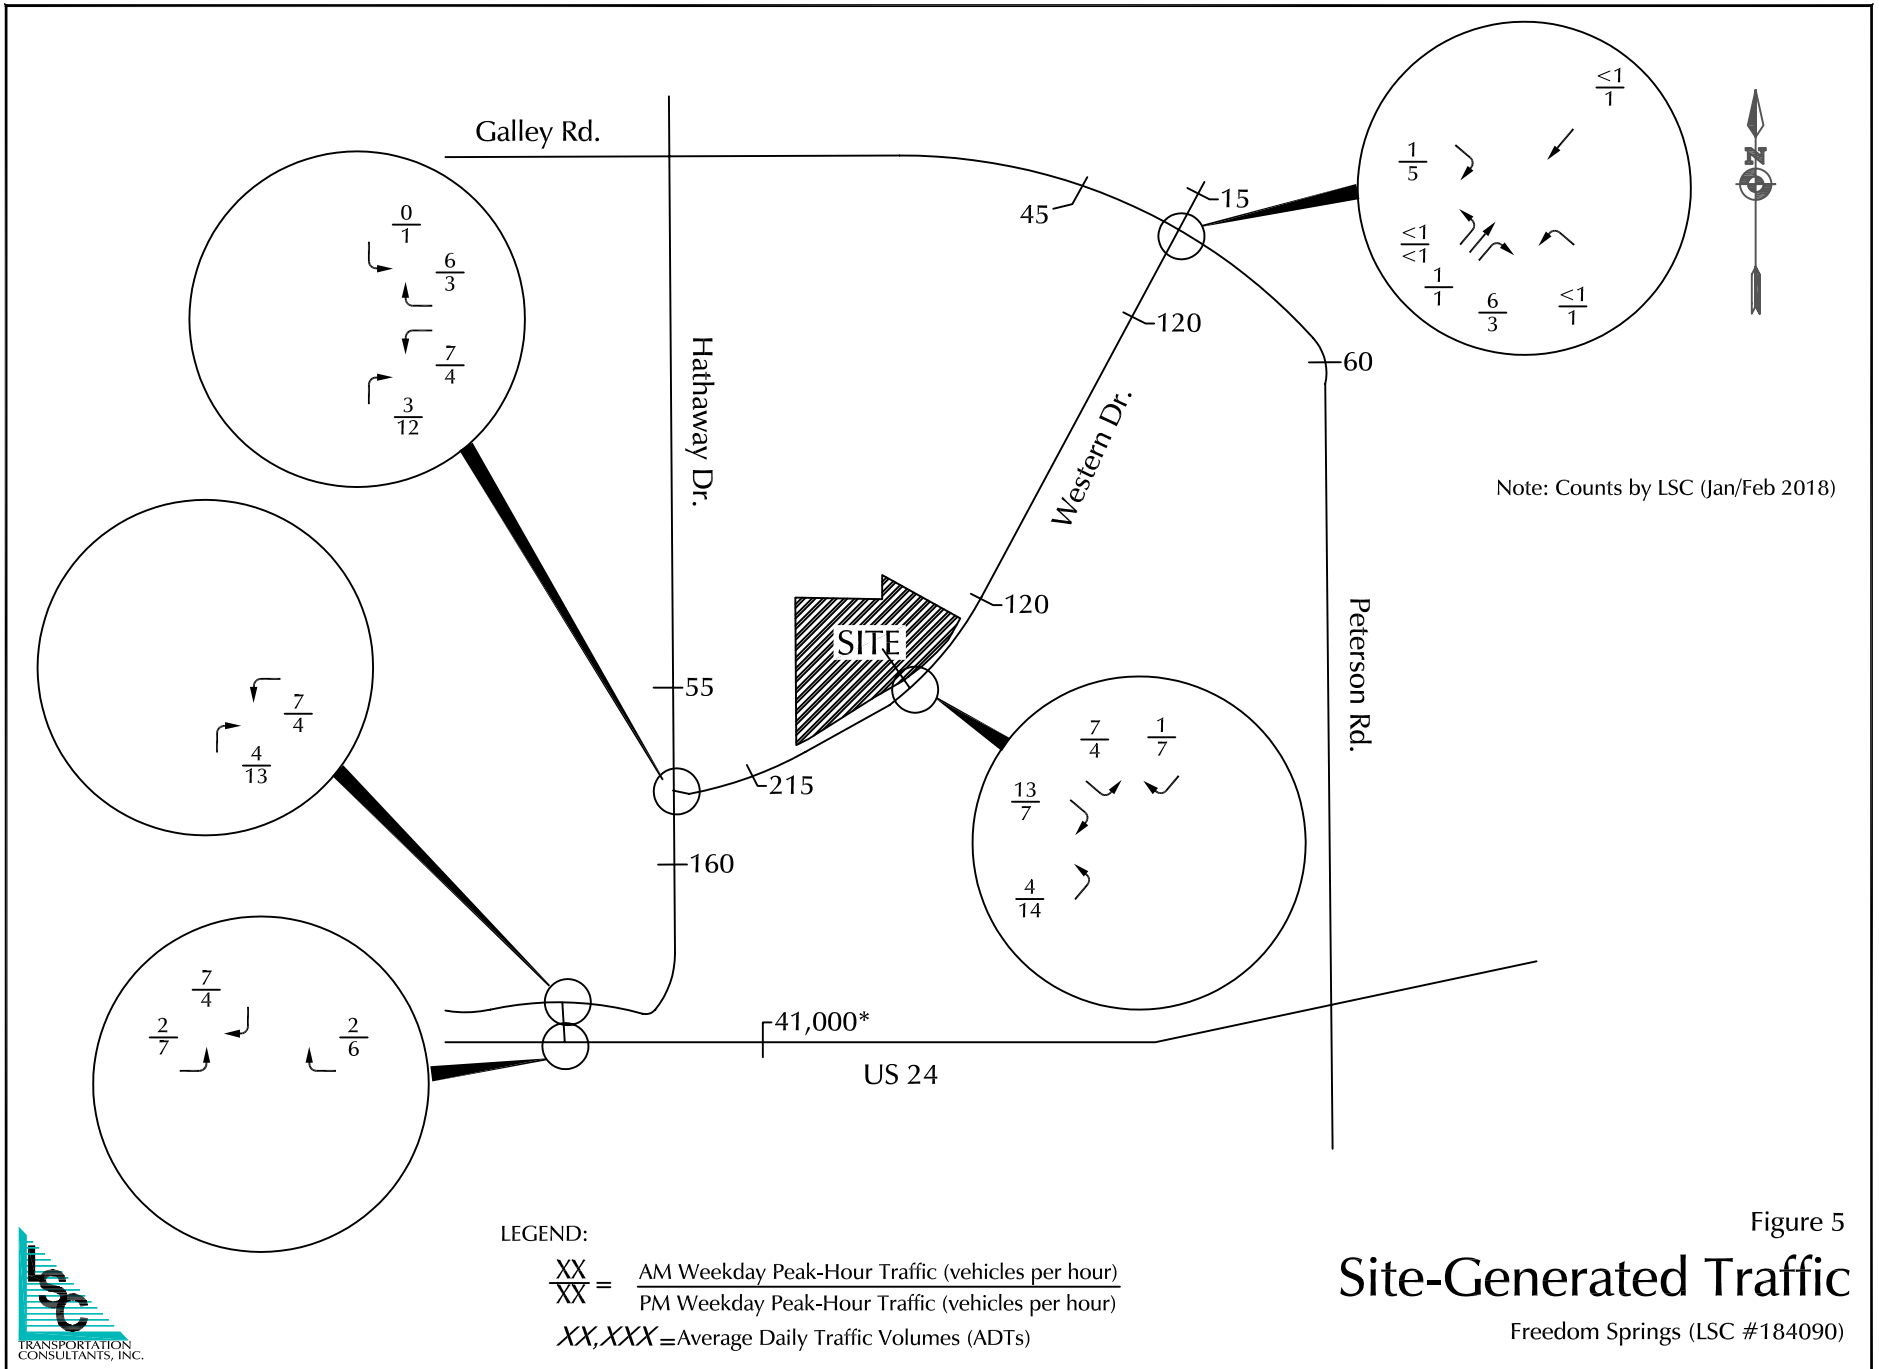 <1
1
Galley Rd.
1
5
N
15
45
0
1
<1
<1
6
3
1
1
6
3
<1
1
120
7
4
Hathaway Dr.
60
3
12
Western Dr.
Note: Counts by LSC (Jan/Feb 2018)
120
SITE
Peterson Rd.
55
7
4
7
4
1
7
4
13
215
13
7
160
4
14
7
4
2
7
2
6
41,000*
US 24
LEGEND:
Figure 5
XX
XX
=
AM Weekday Peak-Hour Traffic (vehicles per hour)
PM Weekday Peak-Hour Traffic (vehicles per hour)
Site-Generated Traffic
XX,XXX = Average Daily Traffic Volumes (ADTs)
Freedom Springs (LSC #184090)
LSC
TRANSPORTATION
CONSULTANTS, INC.